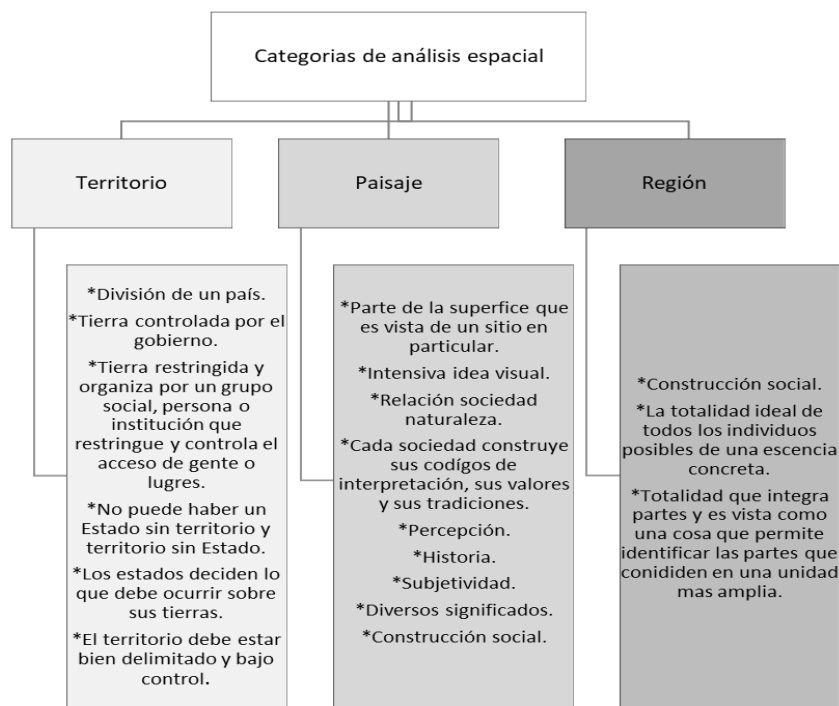 Categorias de análisis espacial
Territorio
Paisaje
Región
*División de un país.
*Tierra controlada por el
gobierno.
*Tierra restringida y
organiza por un grupo
social, persona o
institución que
restringue y controla el
acceso de gente o
lugres.
*No puede haber un
Estado sin territorio y
territorio sin Estado.
*Los estados deciden lo
que debe ocurrir sobre
sus tierras.
*El territorio debe estar
bien delimitado y bajo
control.
*Parte de la superfice que
es vista de un sitio en
particular.
*Intensiva idea visual.
*Relación sociedad
naturaleza.
*Cada sociedad construye
sus codígos de
interpretación, sus valores
y sus tradiciones.
*Percepción.
*Historia.
*Subjetividad.
*Diversos significados.
*Construcción social.
*Construcción social.
*La totalidad ideal de
todos los individuos
posibles de una escencia
concreta.
*Totalidad que integra
partes y es vista como
una cosa que permite
identificar las partes que
conididen en una unidad
mas amplia.